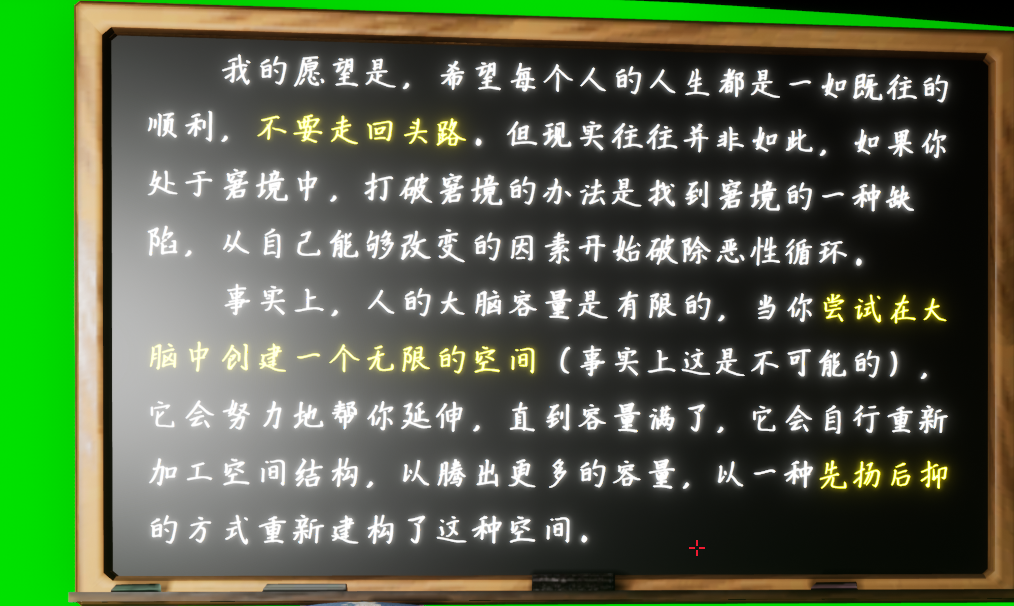 我的愿望是，希望每个人的人生都是一如既往的
顺利，不要走回头路。但现实往往并非如此，如果你
处于窘境中，打破窘境的办法是找到窘境的一种缺
陷，从自己能够改变的因素开始破除恶性循环。
事实上，人的大脑容量是有限的，当你尝试在大
脑中创建一个无限的空间（事实上这是不可能的），
它会努力地帮你延伸，直到容量满了，它会自行重新
加工空间结构，以腾出更多的容量，以一种先扬后抑
的方式重新建构了这种空间。